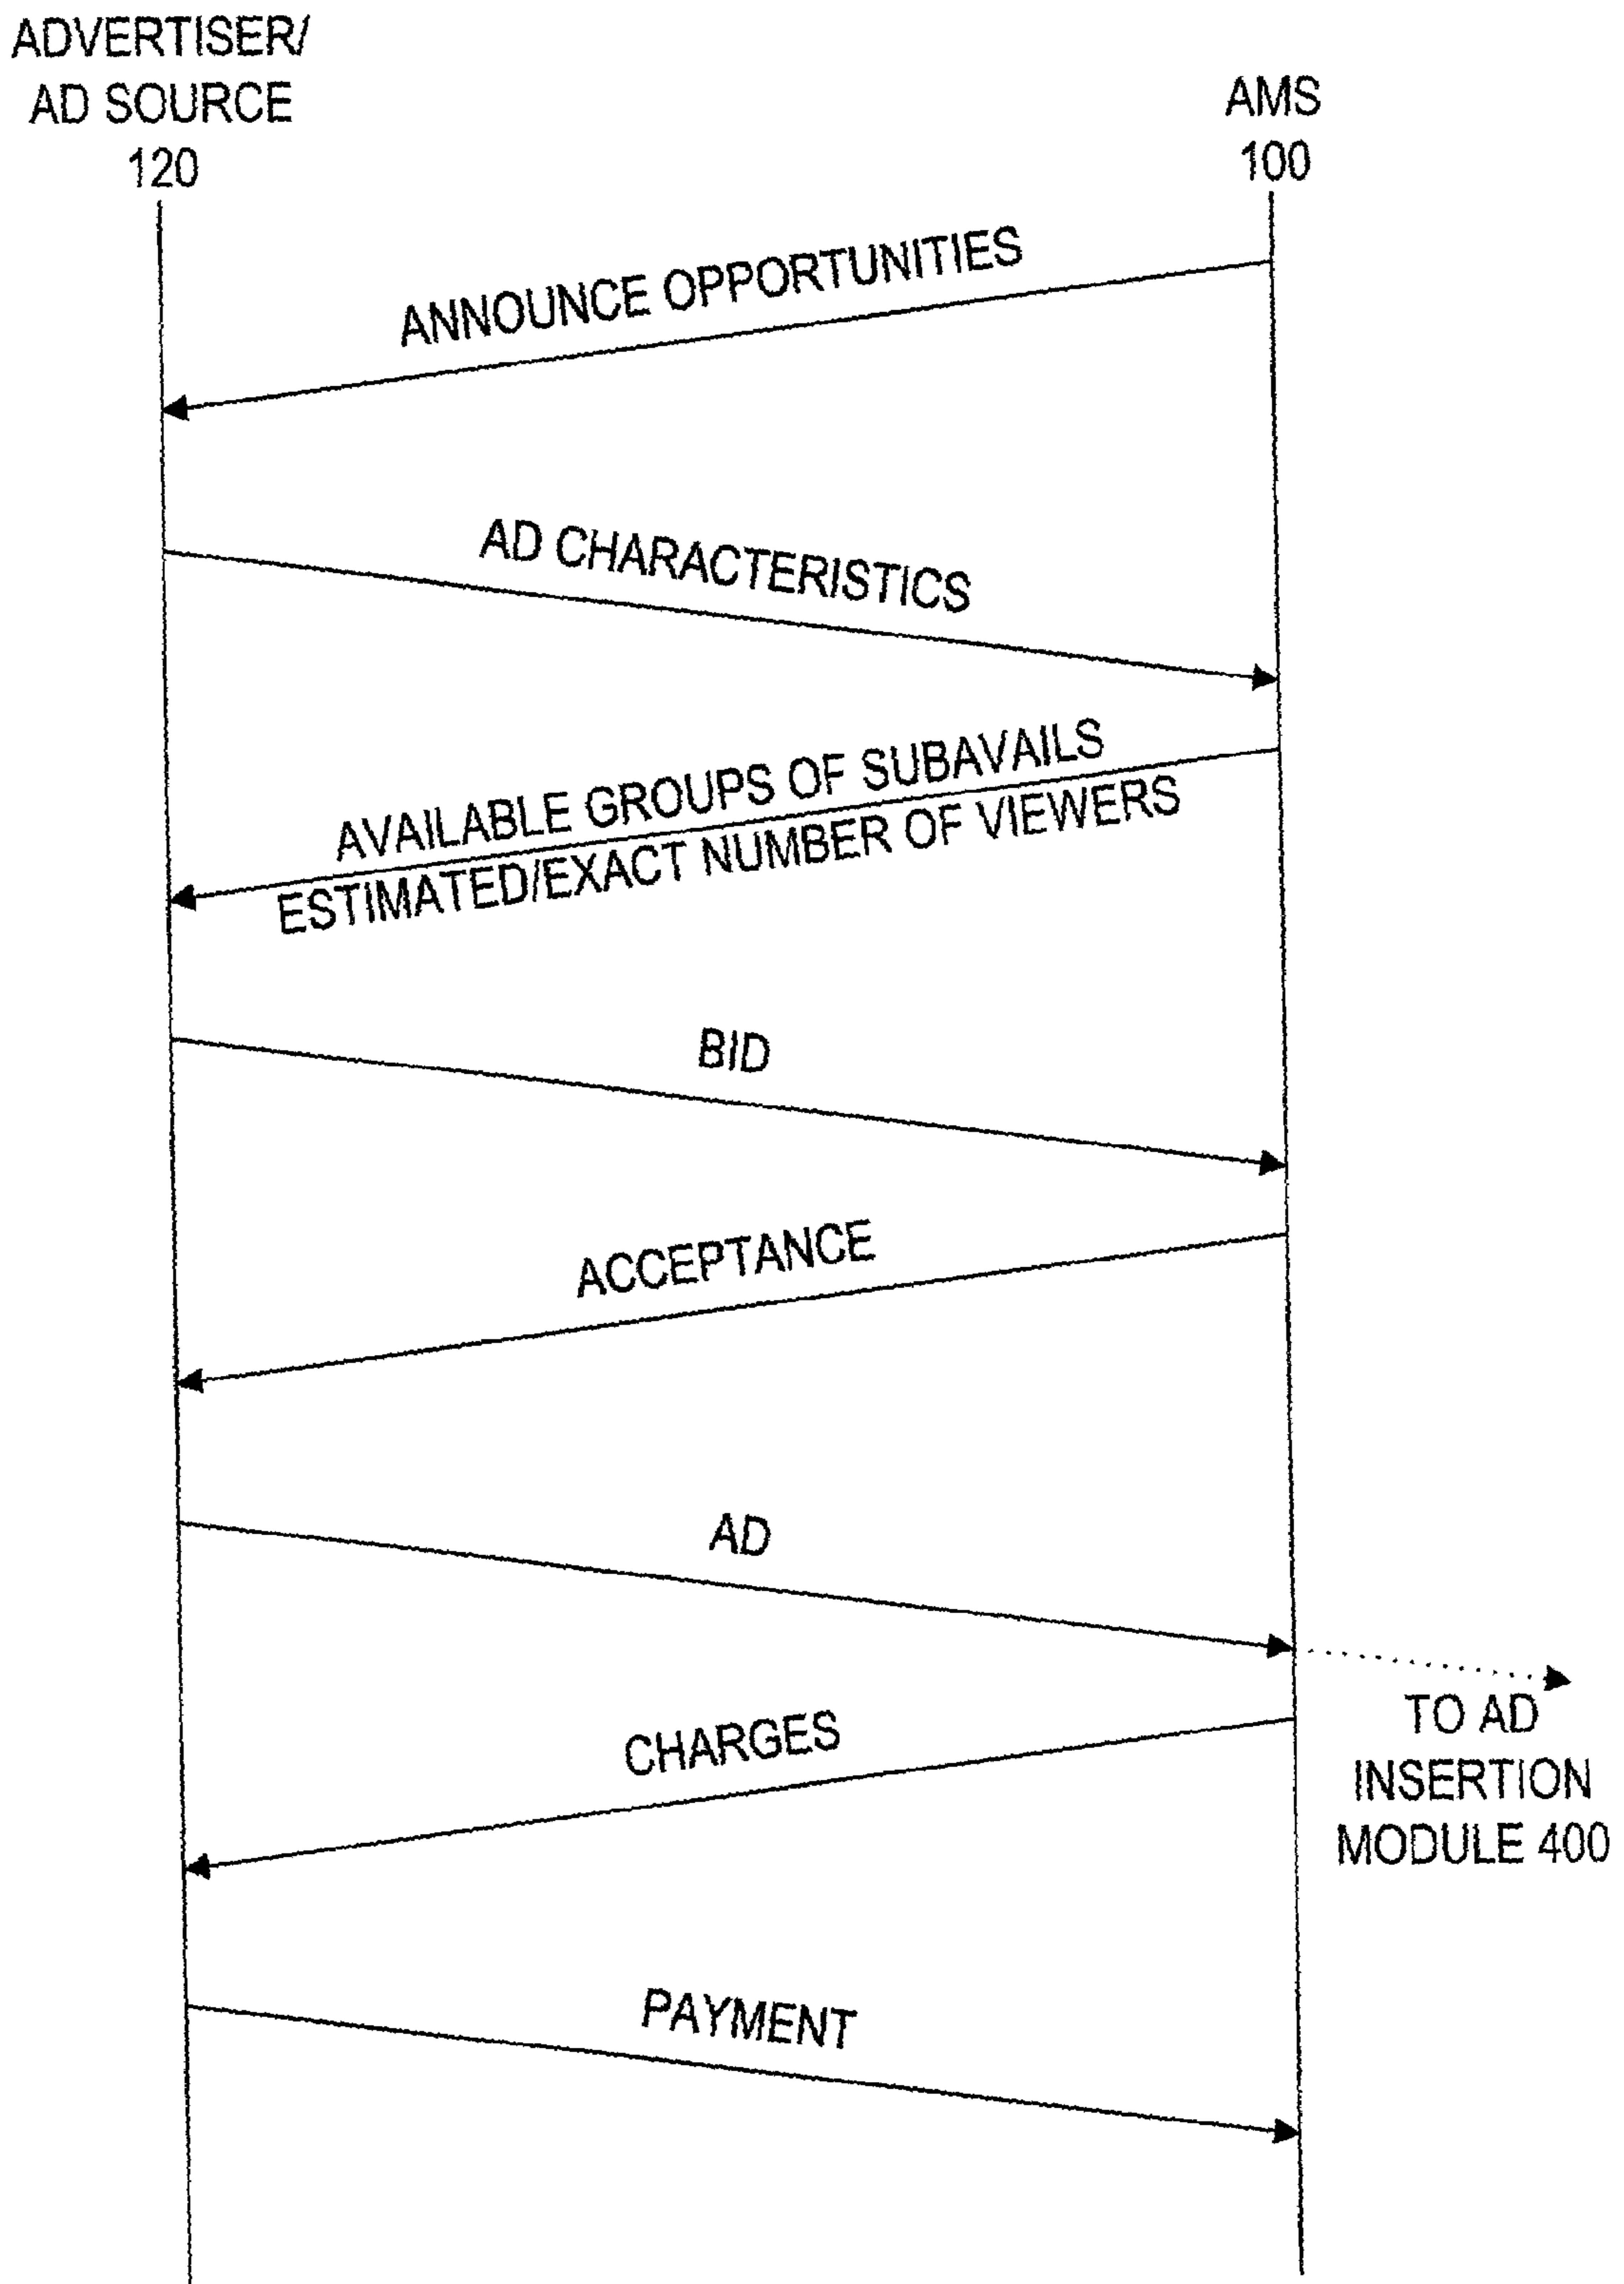 ADVERTISER/
AD SOURCE
120
AMS
100
ANNOUNCE OPPORTUNITIES
AD CHARACTERISTICS
AVAILABLE GROUPS OF SUBAVAILS
ESTIMATED/EXACT NUMBER OF VIEWERS
BID
ACCEPTANCE
AD
TO AD
INSERTION
MODULE 400
CHARGES
PAYMENT